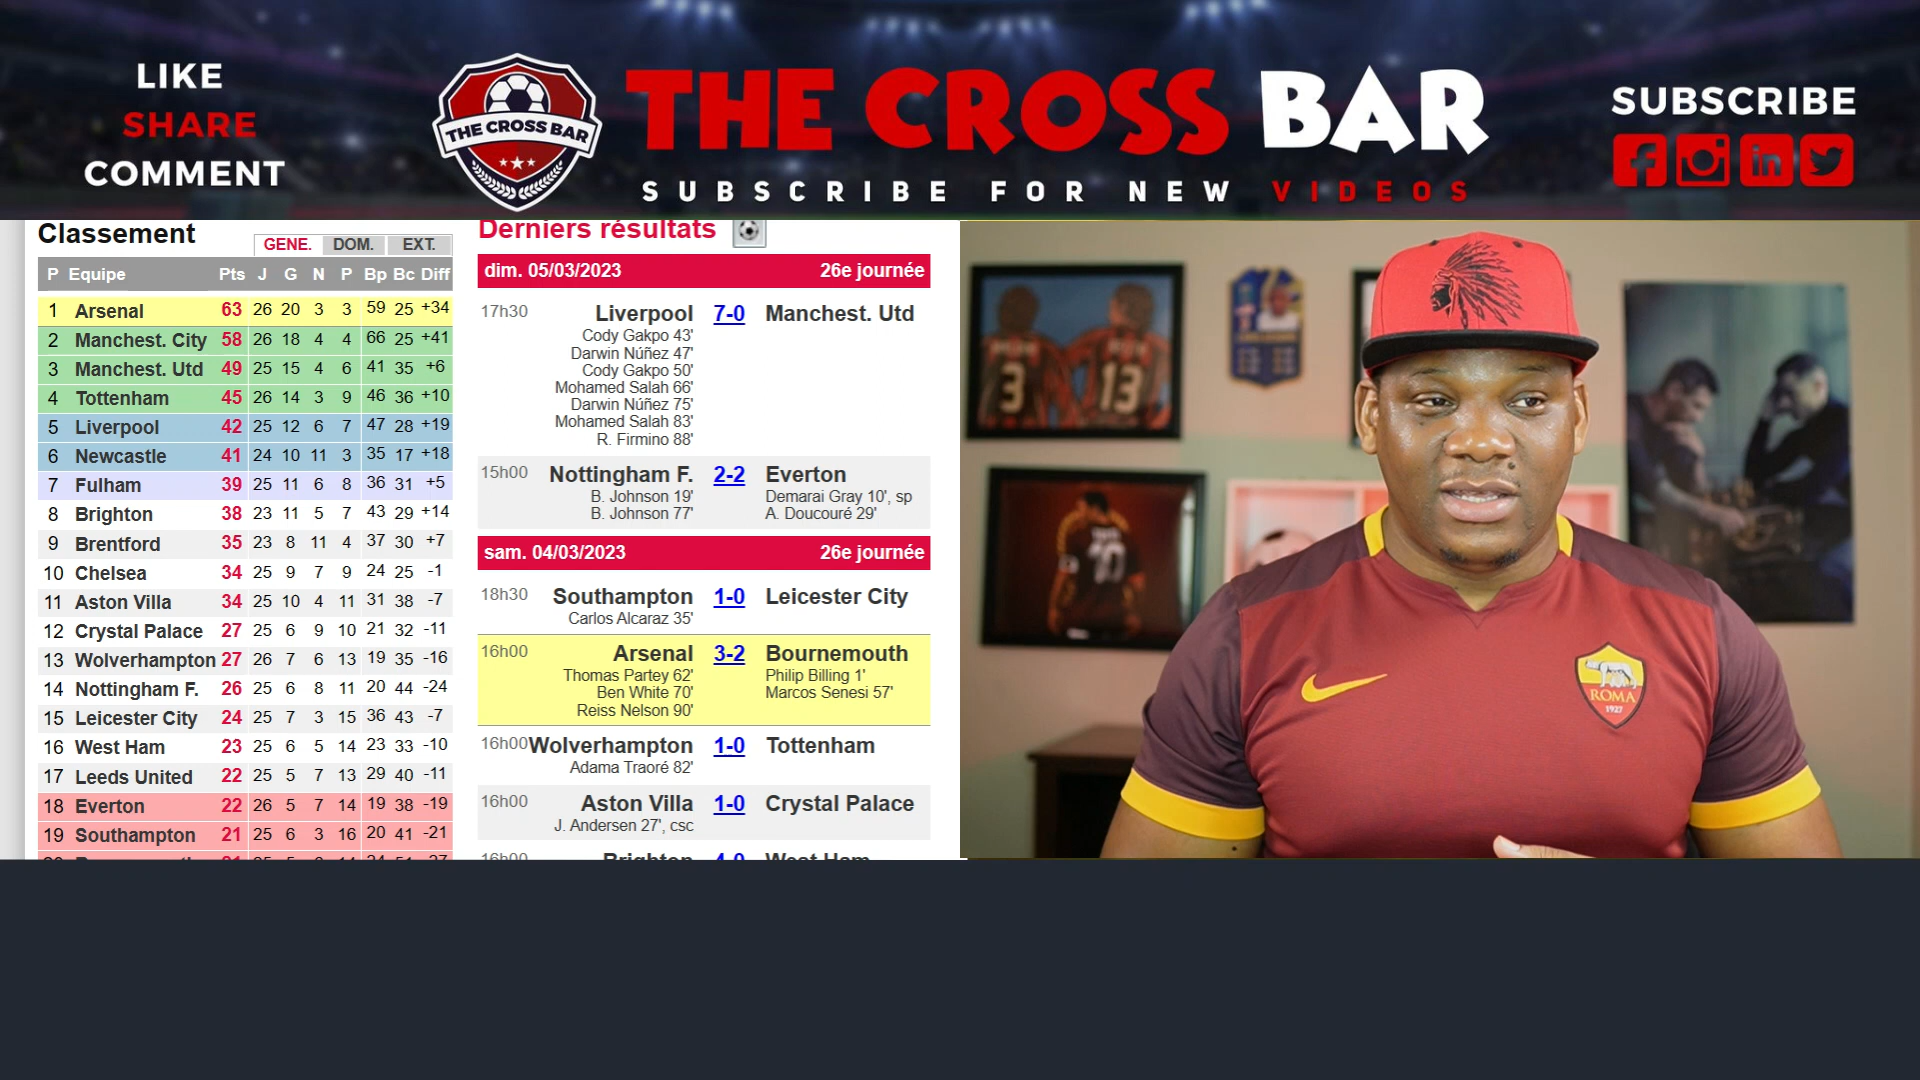 LIKE
SHARE
COMMENT
THE CROSS BAR
THE CROSS BAR
SUBSCRIBE FOR NEW VIDEOS
SUBSCRIBE
Classement
GENE. DOM. EXT.
P Equipe Pts J G N P Bp Bc Diff
1 Arsenal 63 26 20 3 3 59 25 +34
2 Manchest. City 58 26 18 4 4 66 25 +41
3 Manchest. Utd 49 25 15 4 6 41 35 +6
4 Tottenham 45 26 14 3 9 46 36 +10
5 Liverpool 42 25 12 6 7 47 28 +19
6 Newcastle 41 24 10 11 3 35 17 +18
7 Fulham 39 25 11 6 8 36 31 +5
8 Brighton 38 23 11 5 7 43 29 +14
9 Brentford 35 23 8 11 4 37 30 +7
10 Chelsea 34 25 9 7 9 24 25 -1
11 Aston Villa 34 25 10 4 11 31 38 -7
12 Crystal Palace 27 25 6 9 10 21 32 -11
13 Wolverhampton 27 26 7 6 13 19 35 -16
14 Nottingham F. 26 25 6 8 11 20 44 -24
15 Leicester City 24 25 7 3 15 36 43 -7
16 West Ham 23 25 6 5 14 23 33 -10
17 Leeds United 22 25 5 7 13 29 40 -11
18 Everton 22 26 5 7 14 19 38 -19
19 Southampton 21 25 6 3 16 20 41 -21
Derniers résultats
dim. 05/03/2023 26e journée
17h30 Liverpool 7-0 Manchest. Utd
Cody Gakpo 43'
Darwin Núñez 47'
Cody Gakpo 50'
Mohamed Salah 66'
Darwin Núñez 75'
Mohamed Salah 83'
R. Firmino 88'
15h00 Nottingham F. 2-2 Everton
B. Johnson 19' Demarai Gray 10', sp
B. Johnson 77' A. Doucouré 29'
sam. 04/03/2023 26e journée
18h30 Southampton 1-0 Leicester City
Carlos Alcaraz 35'
16h00 Arsenal 3-2 Bournemouth
Thomas Partey 62' Philip Billing 1'
Ben White 70' Marcos Senesi 57'
Reiss Nelson 90'
16h00 Wolverhampton 1-0 Tottenham
Adama Traoré 82'
16h00 Aston Villa 1-0 Crystal Palace
J. Andersen 27', csc
16h00 Brighton 4-0 West Ham
3
13
ROMA
1927